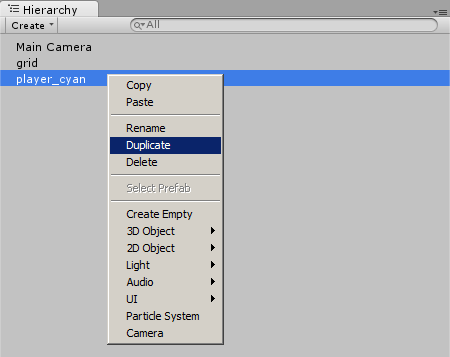 Hierarchy
Create
All
Main Camera
grid
player_cyan
Copy
Paste
Rename
Duplicate
Delete
Select Prefab
Create Empty
3D Object
2D Object
Light
Audio
UI
Particle System
Camera